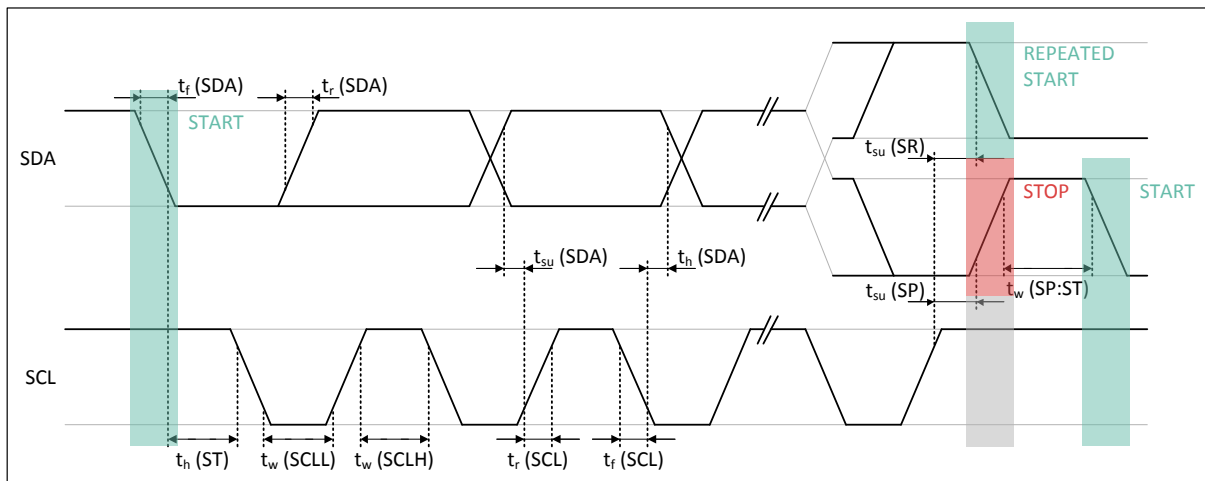 REPEATED
START
t_f (SDA)
t_r (SDA)
START
t_su (SR)
SDA
STOP
START
t_su (SDA)
t_h (SDA)
t_su (SP)
t_w (SP:ST)
SCL
t_h (ST)
t_w (SCLL)
t_w (SCLH)
t_r (SCL)
t_f (SCL)